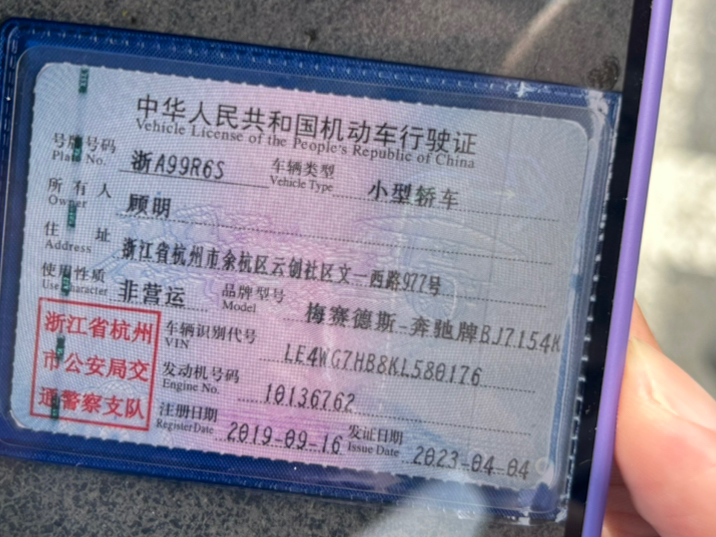 中华人民共和国机动车行驶证
Vehicle License of the People's Republic of China
号牌号码 浙A99R6S 车辆类型 小型轿车
Plate No. Vehicle Type
所有人 顾明
Owner
住址 浙江省杭州市余杭区云创社区文一西路977号
Address
使用性质 非营运 品牌型号 梅赛德斯-奔驰牌BJ7154K
Use Character Model
浙江省杭州
市公安局交
通警察支队
车辆识别代号 LE4WG7HB8KL580176
VIN
发动机号码 10136762
Engine No.
注册日期 2019-09-16 发证日期 2023-04-04
Register Date Issue Date